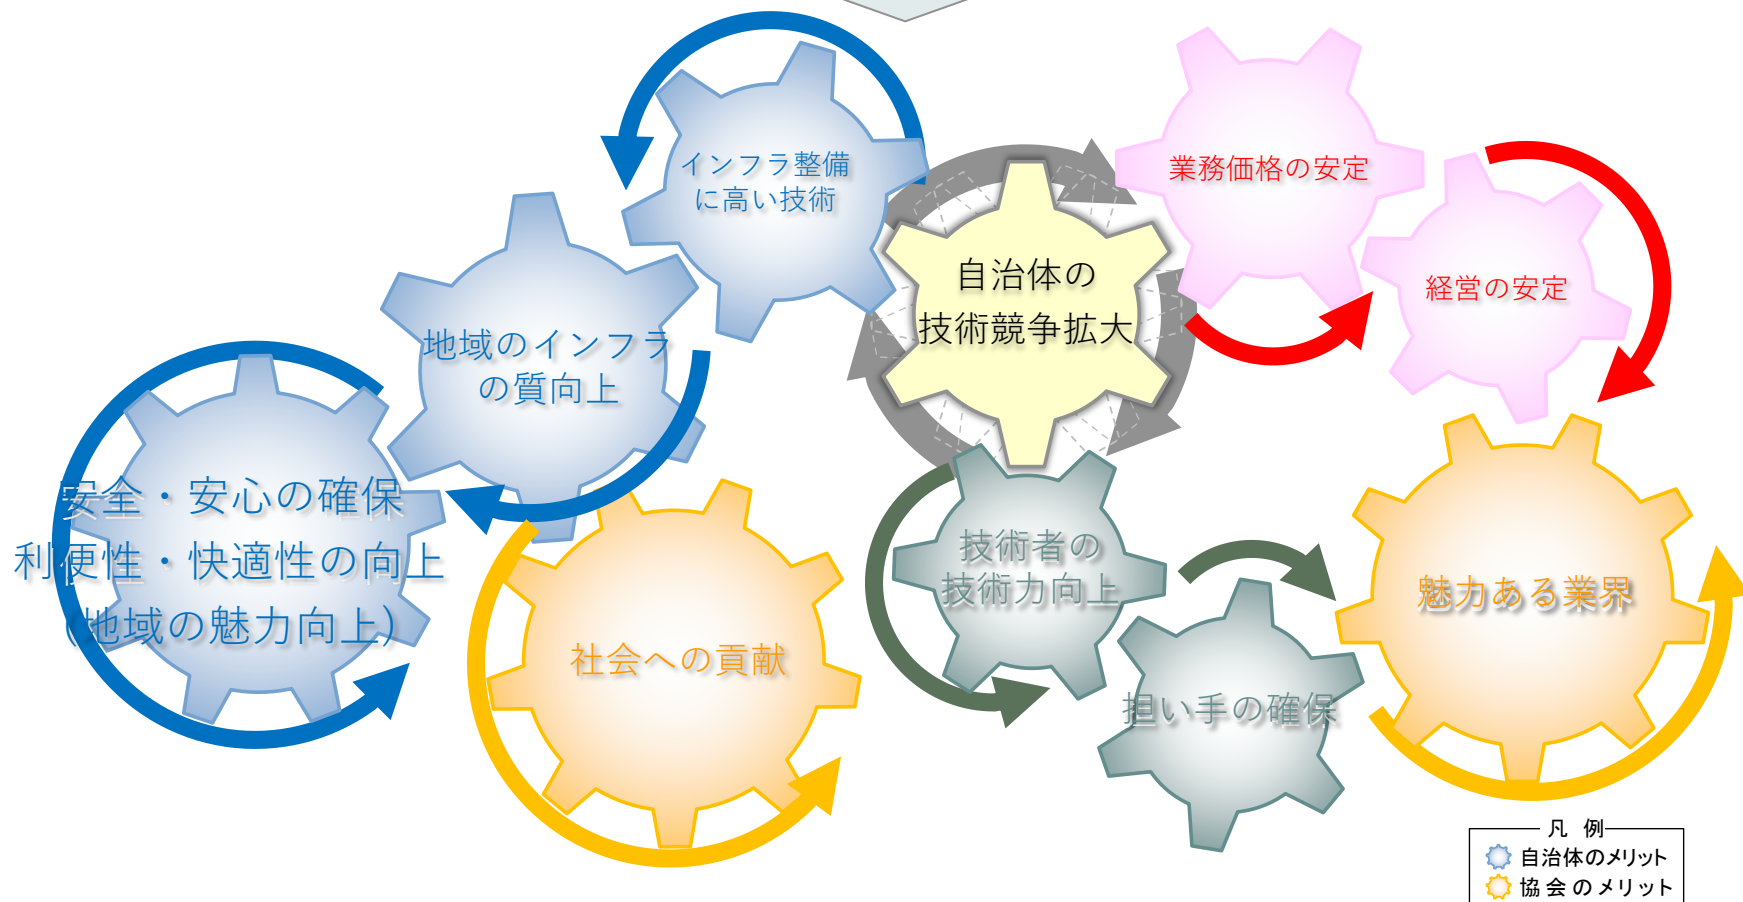 インフラ整備
に高い技術
業務価格の安定
自治体の
技術競争拡大
経営の安定
地域のインフラ
の質向上
安全・安心の確保
利便性・快適性の向上
(地域の魅力向上)
技術者の
技術力向上
魅力ある業界
社会への貢献
担い手の確保
凡 例
自治体のメリット
協会のメリット